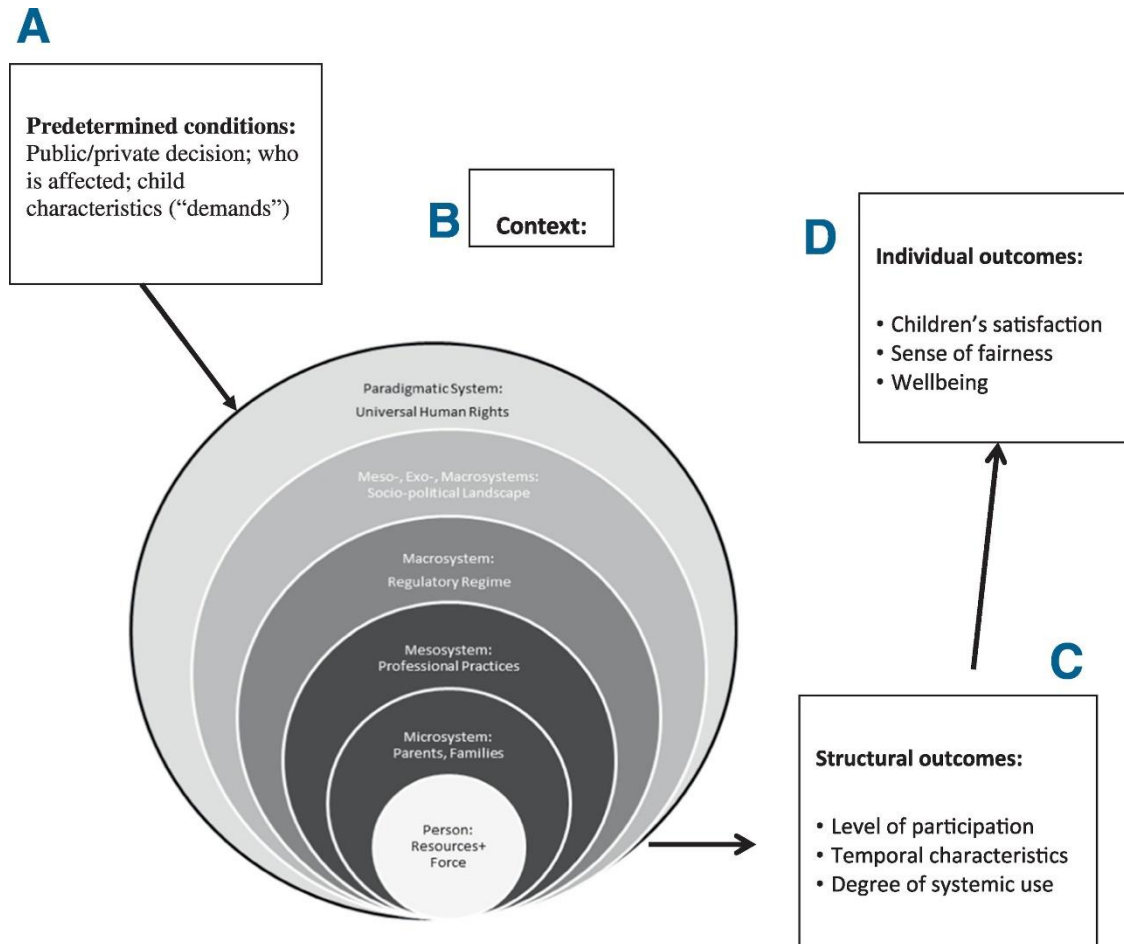 A
Predetermined conditions:
Public/private decision; who
is affected; child
characteristics (“demands”)
B
Context:
Paradigmatic System:
Universal Human Rights
Meso-, Exo-, Macrosystems:
Socio-political Landscape
Macrosystem:
Regulatory Regime
Mesosystem:
Professional Practices
Microsystem:
Parents, Families
Person:
Resources+
Force
C
Structural outcomes:
• Level of participation
• Temporal characteristics
• Degree of systemic use
D
Individual outcomes:
• Children’s satisfaction
• Sense of fairness
• Wellbeing